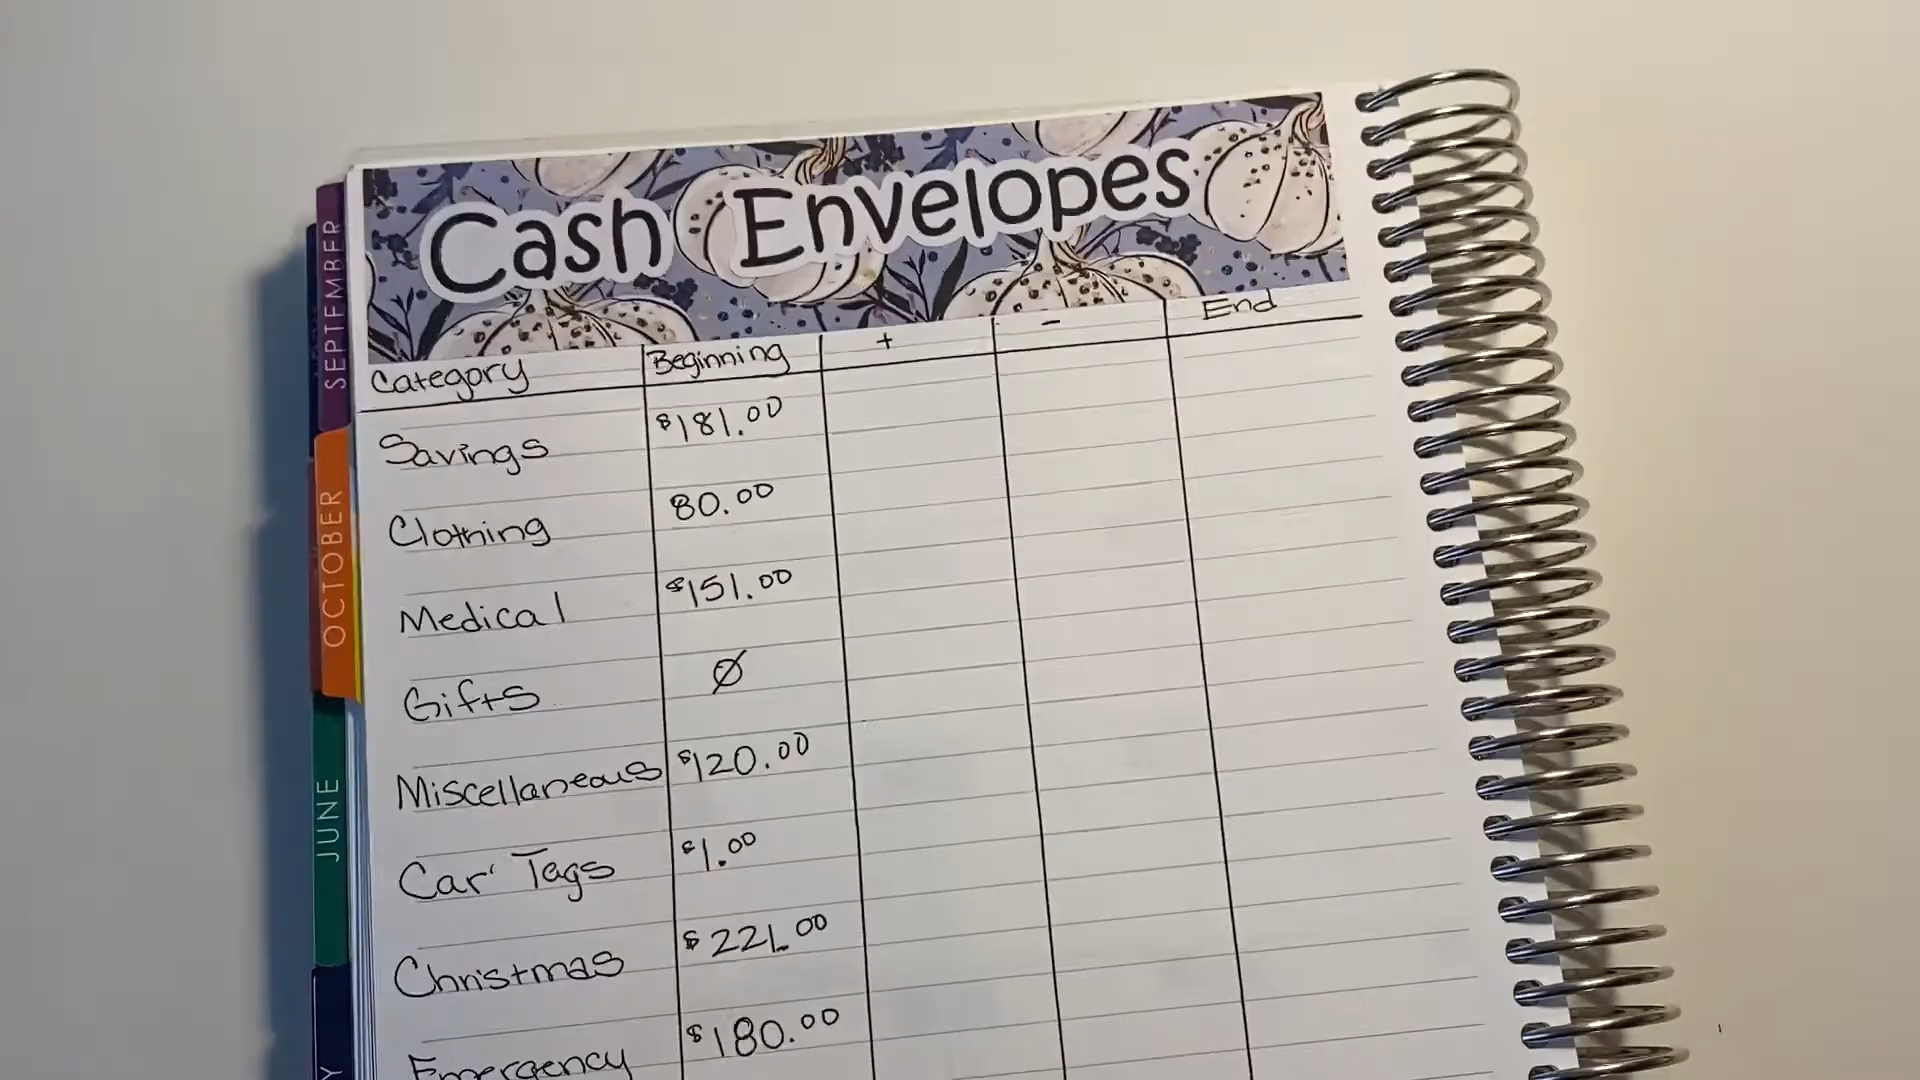 Cash Envelopes
Category Beginning + - End
Savings $181.00
Clothing 80.00
Medical $151.00
Gifts Ø
Miscellaneous $120.00
Car Tags $1.00
Christmas $221.00
Emergency $180.00
SEPTEMBER
OCTOBER
JUNE
Y